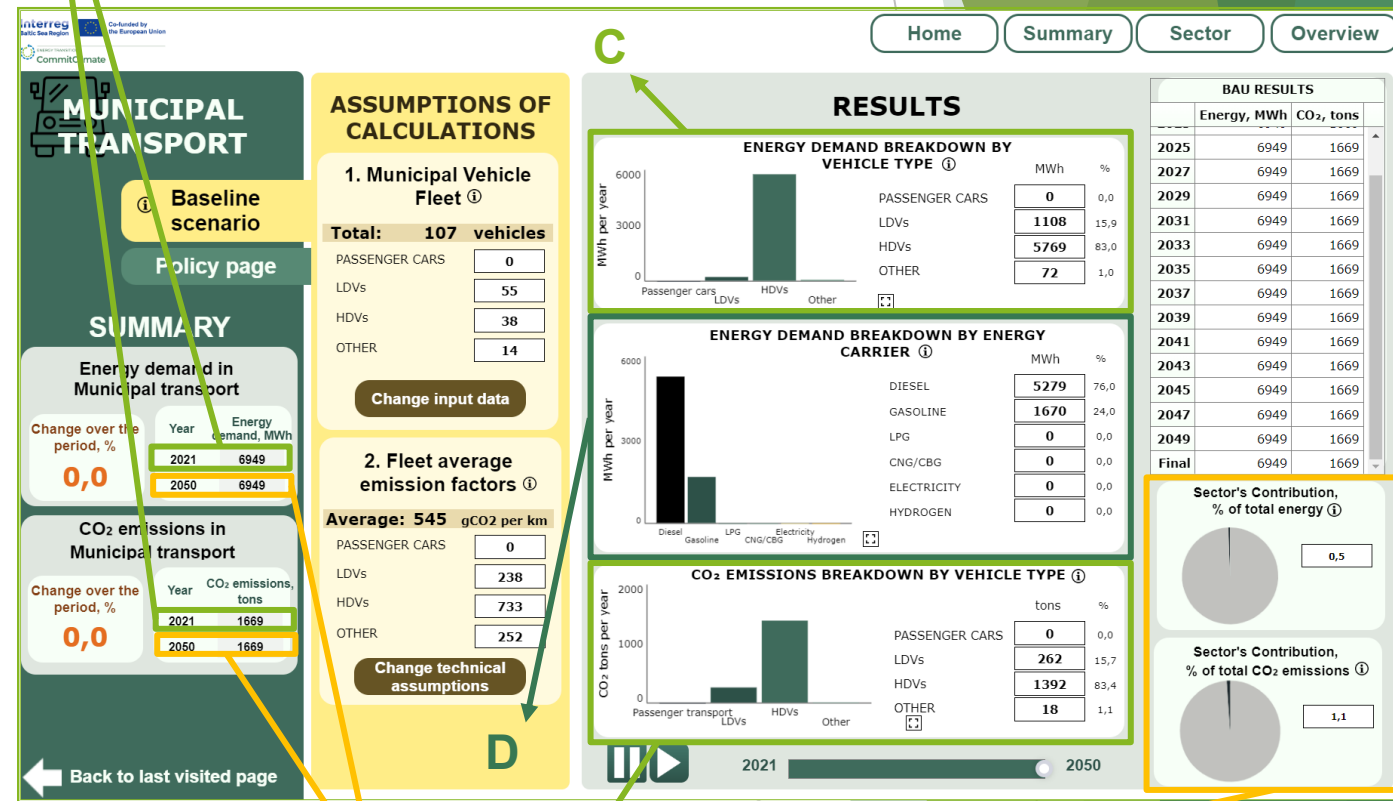 Interreg
Baltic Sea Region
Co-funded by
the European Union
ENERGY TRANSITION
CommitClimate
Home
Summary
Sector
Overview
C
MUNICIPAL
TRANSPORT
Baseline
scenario
Policy page
SUMMARY
Energy demand in
Municipal transport
Change over the
period, %
0,0
Year Energy
demand, MWh
2021 6949
2050 6949
CO₂ emissions in
Municipal transport
Change over the
period, %
0,0
Year CO₂ emissions,
tons
2021 1669
2050 1669
Back to last visited page
ASSUMPTIONS OF
CALCULATIONS
1. Municipal Vehicle
Fleet ⓘ
Total: 107 vehicles
PASSENGER CARS 0
LDVs 55
HDVs 38
OTHER 14
Change input data
2. Fleet average
emission factors ⓘ
Average: 545 gCO2 per km
PASSENGER CARS 0
LDVs 238
HDVs 733
OTHER 252
Change technical
assumptions
D
RESULTS
ENERGY DEMAND BREAKDOWN BY
VEHICLE TYPE ⓘ
MWh %
PASSENGER CARS 0 0,0
LDVs 1108 15,9
HDVs 5769 83,0
OTHER 72 1,0
MWh per year
6000
3000
0
Passenger cars
LDVs
HDVs
Other
ENERGY DEMAND BREAKDOWN BY ENERGY
CARRIER ⓘ
MWh %
DIESEL 5279 76,0
GASOLINE 1670 24,0
LPG 0 0,0
CNG/CBG 0 0,0
ELECTRICITY 0 0,0
HYDROGEN 0 0,0
MWh per year
6000
3000
0
Diesel
Gasoline
LPG
CNG/CBG
Electricity
Hydrogen
CO₂ EMISSIONS BREAKDOWN BY VEHICLE TYPE ⓘ
tons %
PASSENGER CARS 0 0,0
LDVs 262 15,7
HDVs 1392 83,4
OTHER 18 1,1
CO₂ tons per year
2000
1000
0
Passenger transport
LDVs
HDVs
Other
2021
2050
BAU RESULTS
Energy, MWh CO₂, tons
2025 6949 1669
2027 6949 1669
2029 6949 1669
2031 6949 1669
2033 6949 1669
2035 6949 1669
2037 6949 1669
2039 6949 1669
2041 6949 1669
2043 6949 1669
2045 6949 1669
2047 6949 1669
2049 6949 1669
Final 6949 1669
Sector's Contribution,
% of total energy ⓘ
0,5
Sector's Contribution,
% of total CO₂ emissions ⓘ
1,1